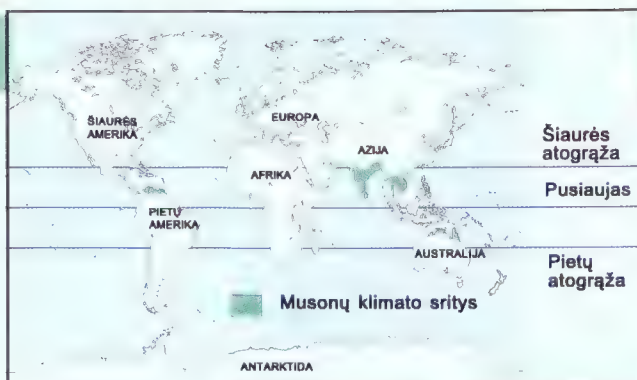 ŠIAURĖS
AMERIKA
EUROPA
AZIJA
Šiaurės
atogrąža
AFRIKA
Pusiaujas
PIETŲ
AMERIKA
AUSTRALIJA
Pietų
atogrąža
Musonų klimato sritys
ANTARKTIDA